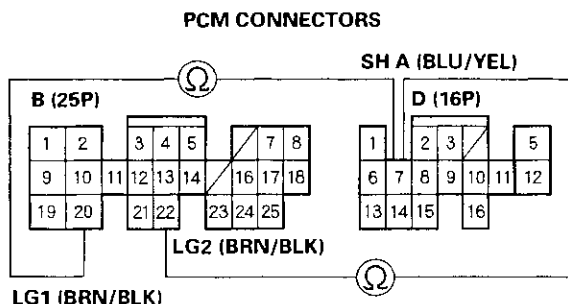 PCM CONNECTORS
SH A (BLU/YEL)
Ω
B (25P)
D (16P)
1 2 3 4 5 7 8
9 10 11 12 13 14 16 17 18
19 20 21 22 23 24 25
1 2 3 5
6 7 8 9 10 11 12
13 14 15 16
LG2 (BRN/BLK)
Ω
LG1 (BRN/BLK)